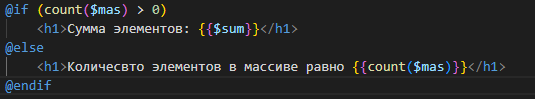 @if (count($mas) > 0)
<h1>Сумма элементов: {{$sum}}</h1>
@else
<h1>Количесвто элементов в массиве равно {{count($mas)}}</h1>
@endif